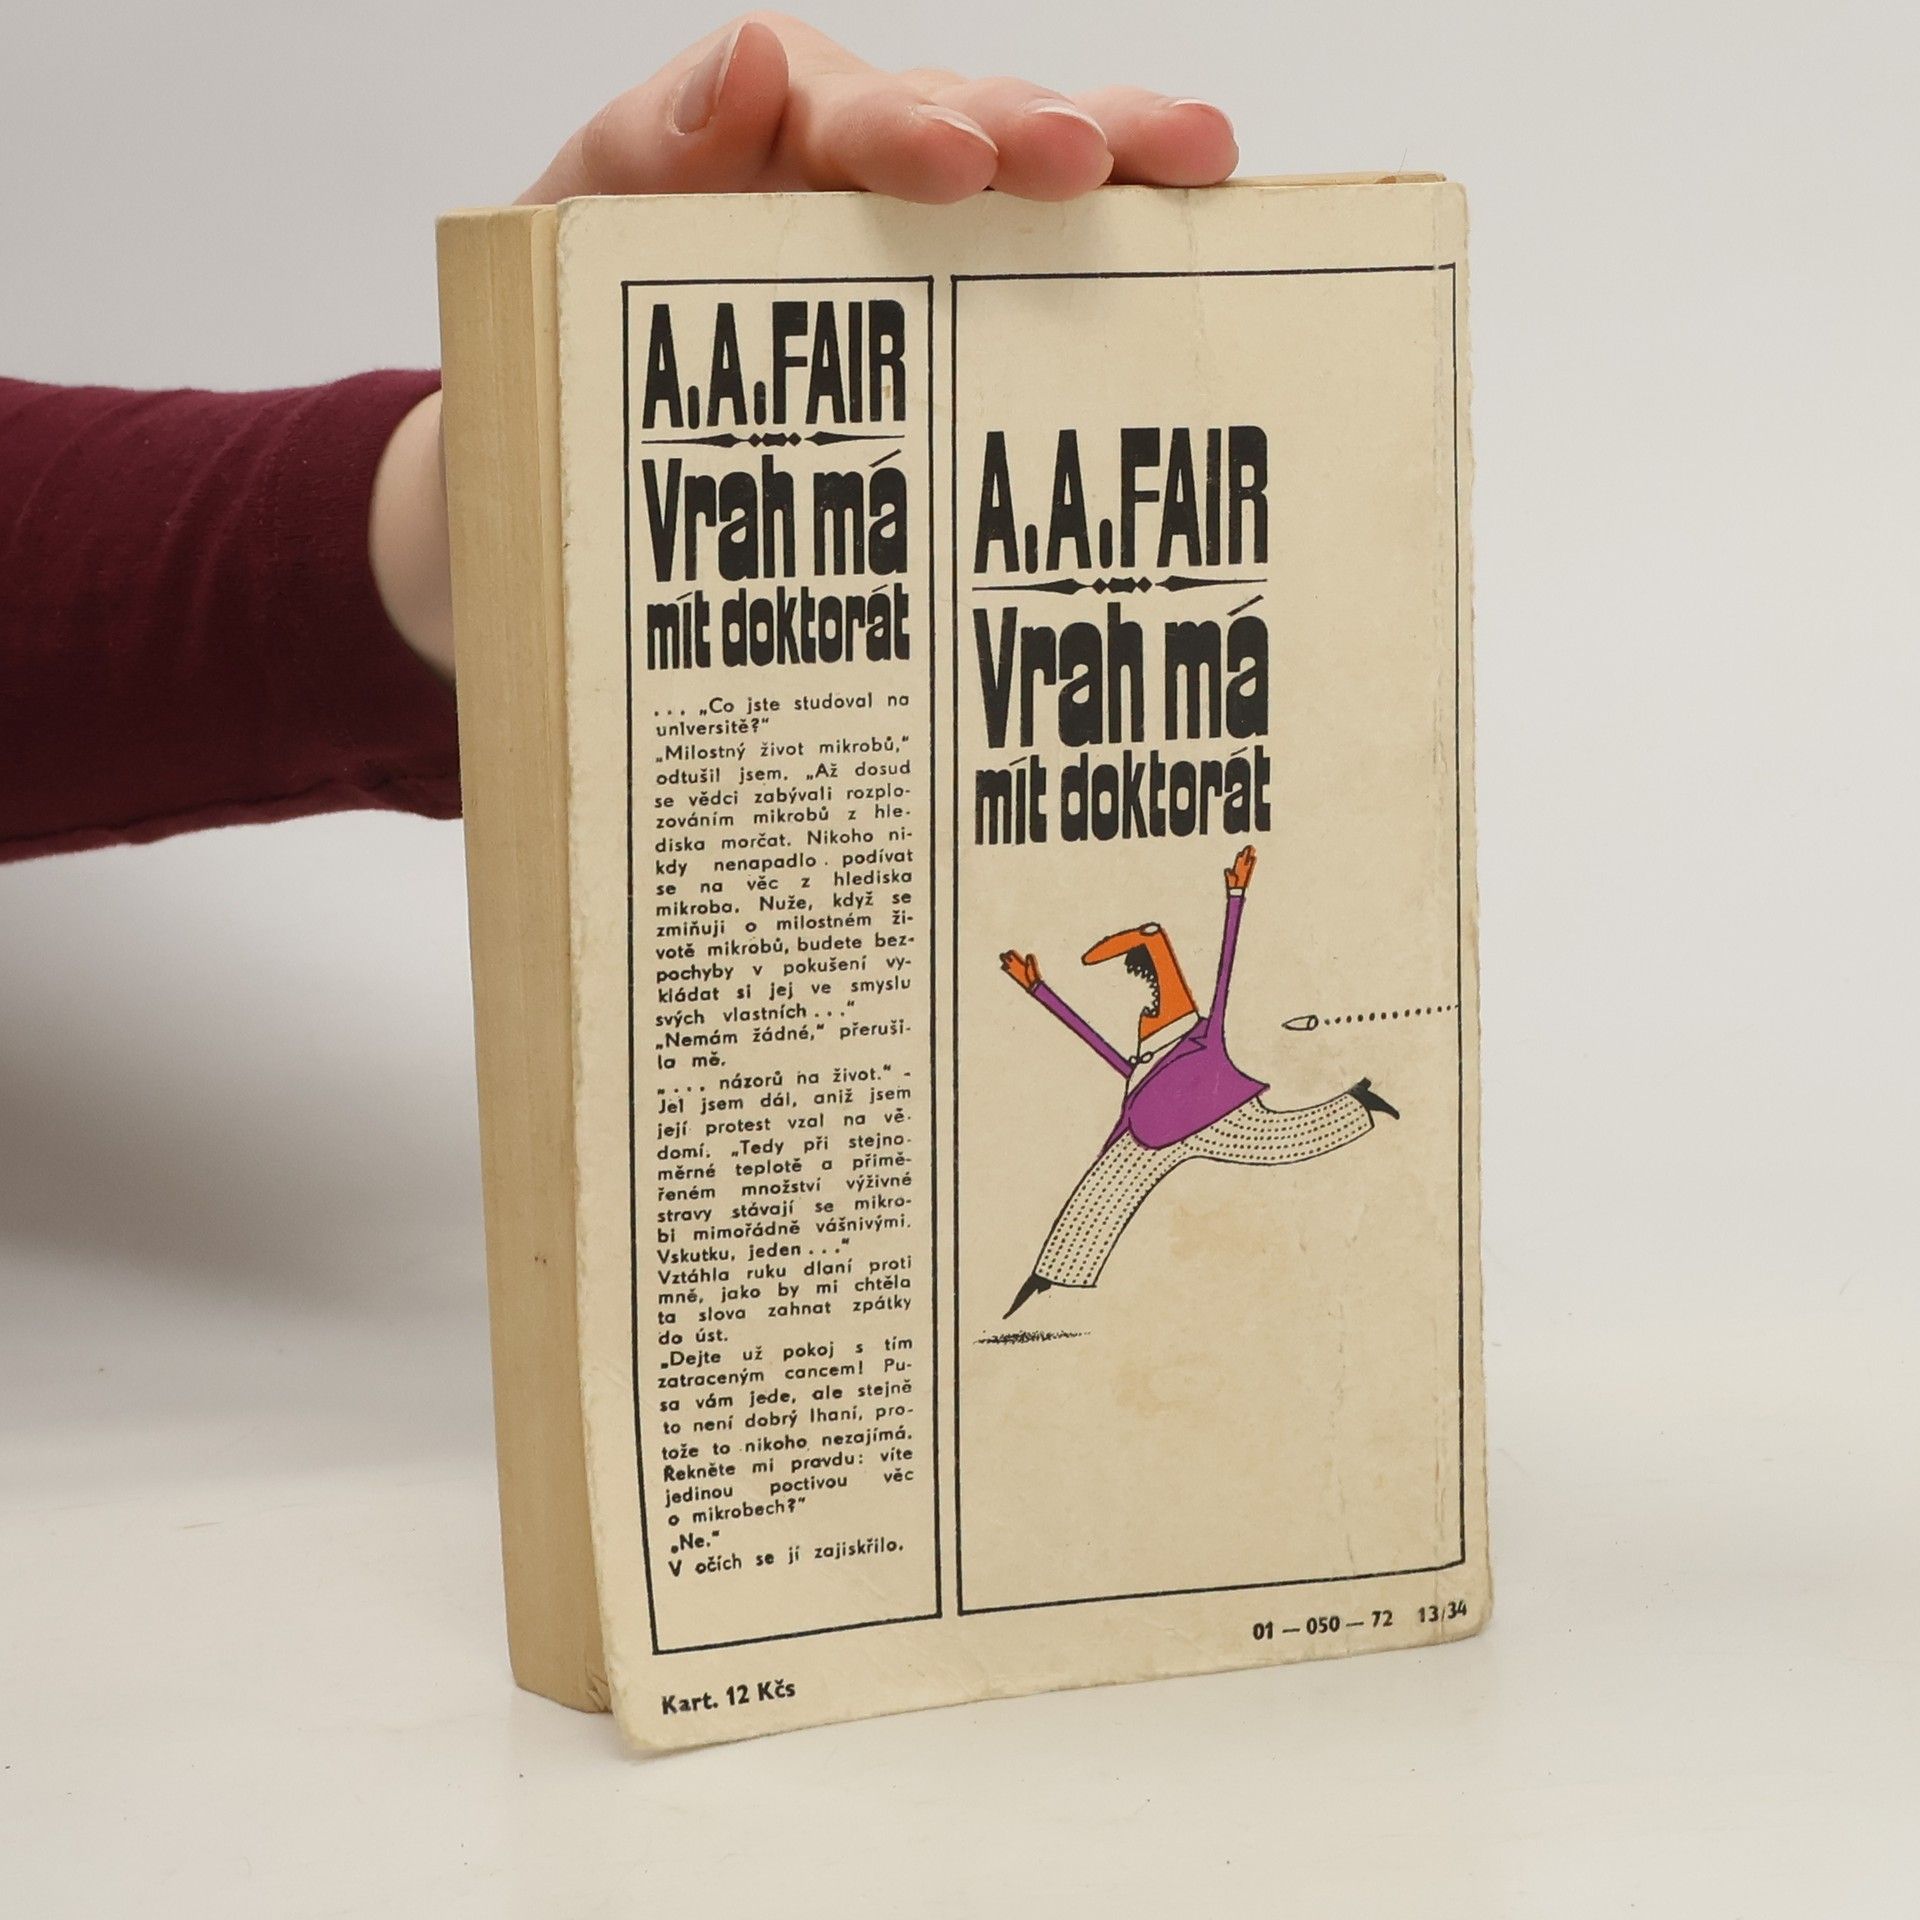 A.A.FAIR
Vrah má
mít doktorát
... „Co jste studoval na
universitě?“
„Milostný život mikrobů,“
odtušil jsem. „Až dosud
se vědci zabývali rozplo-
zováním mikrobů z hle-
diska morčat. Nikoho ni-
kdy nenapadlo podívat
se na věc z hlediska
mikroba. Nuže, když se
zmiňuji o milostném ži-
votě mikrobů, budete bez-
pochyby v pokušení vy-
kládat si jej ve smyslu
svých vlastních...“
„Nemám žádné,“ přeruši-
la mě.
„... názorů na život.“ -
Jel jsem dál, aniž jsem
její protest vzal na vě-
domí. „Tedy při stejno-
měrné teplotě a přimě-
řeném množství výživné
stravy stávají se mikro-
bi mimořádně vášnivými.
Vskutku, jeden...“
Vztáhla ruku dlaní proti
mně, jako by mi chtěla
ta slova zahnat zpátky
do úst.
„Dejte už pokoj s tím
zatraceným cancem! Pu-
sa vám jede, ale stejně
to není dobrý lhaní, pro-
tože to nikoho nezajímá.
Řekněte mi pravdu: víte
jedinou poctivou věc
o mikrobech?“
„Ne.“
V očích se jí zajiskřilo.
A.A.FAIR
Vrah má
mít doktorát
01 — 050 — 72 13/34
Kart. 12 Kčs